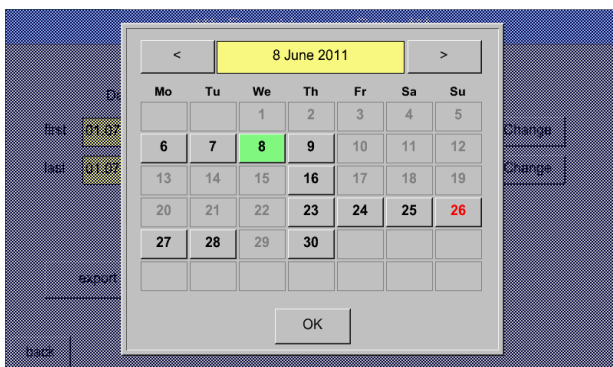 < 8 June 2011 >
Mo Tu We Th Fr Sa Su
1 2 3 4 5
first 01.07 6 7 8 9 10 11 12 Change
last 01.07 13 14 15 16 17 18 19 Change
20 21 22 23 24 25 26
27 28 29 30
export
OK
back